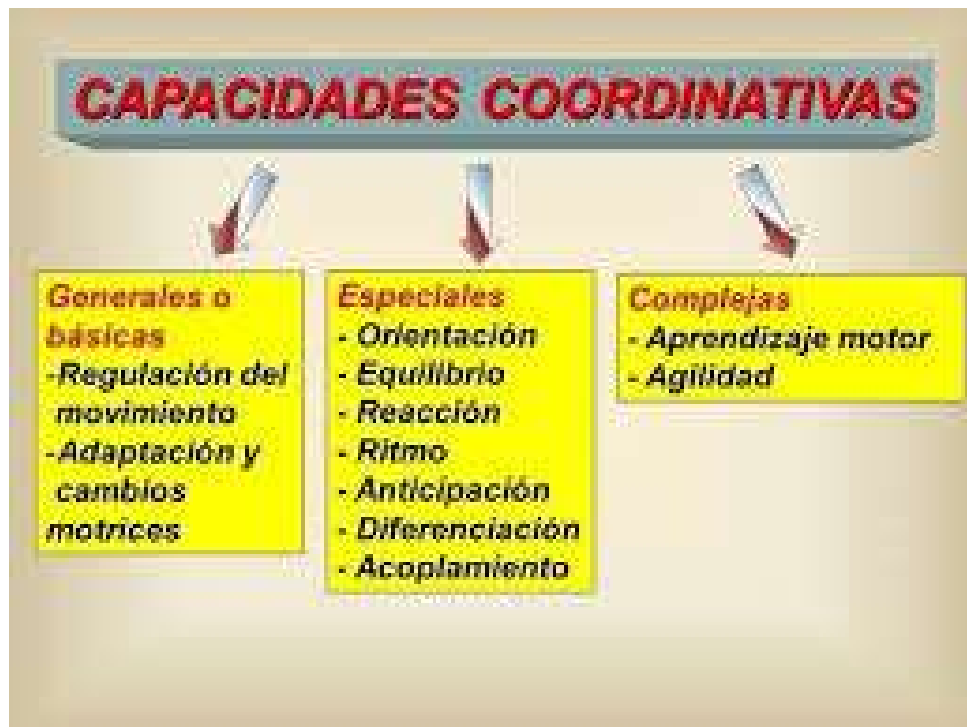 CAPACIDADES COORDINATIVAS
Generales o
básicas
-Regulación del
movimiento
-Adaptación y
cambios
motrices
Especiales
- Orientación
- Equilibrio
- Reacción
- Ritmo
- Anticipación
- Diferenciación
- Acoplamiento
Complejas
- Aprendizaje motor
- Agilidad